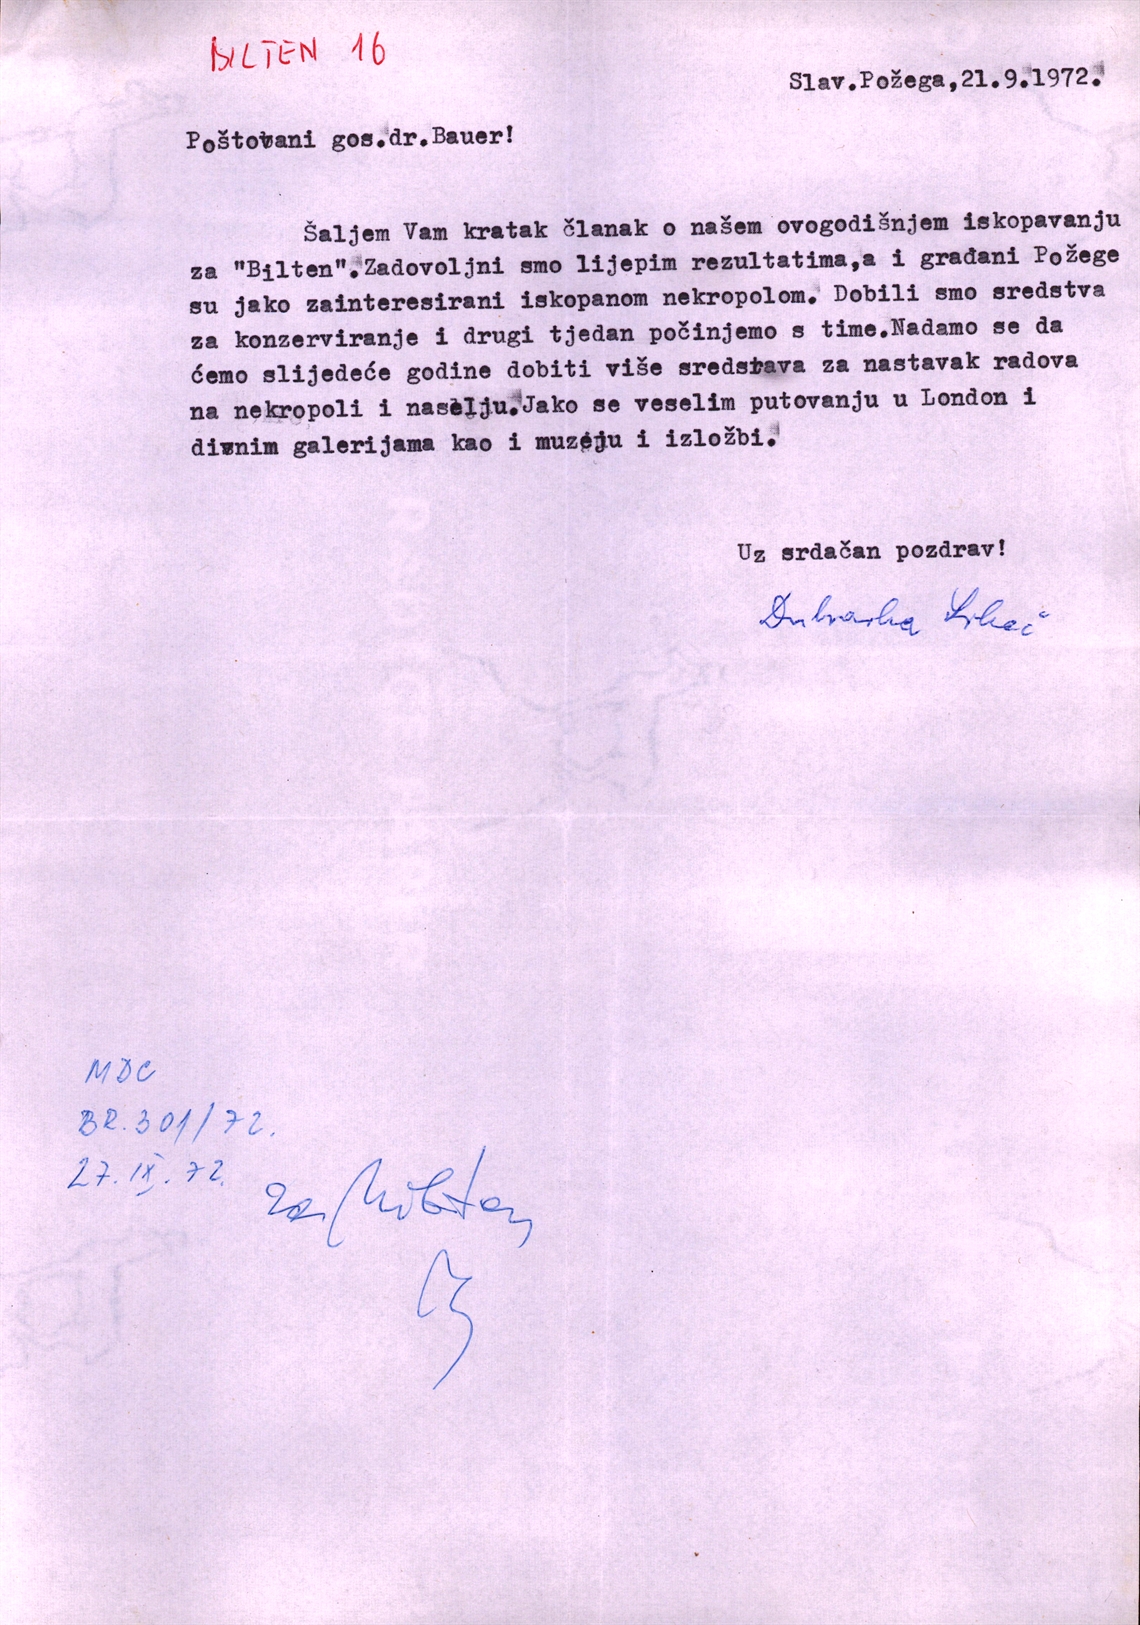 BILTEN 16
Slav.Požega,21.9.1972.
Poštovani gos.dr.Bauer!
Šaljem Vam kratak članak o našem ovogodišnjem iskopavanju
za "Bilten".Zadovoljni smo lijepim rezultatima,a i građani Požege
su jako zainteresirani iskopanom nekropolom. Dobili smo sredstva
za konzerviranje i drugi tjedan počinjemo s time.Nadamo se da
ćemo slijedeće godine dobiti više sredstava za nastavak radova
na nekropoli i naselju.Jako se veselim putovanju u London i
divnim galerijama kao i muzeju i izložbi.
Uz srdačan pozdrav!
Dubravka
MDC
BR. 301/72.
27. IX. 72.
za